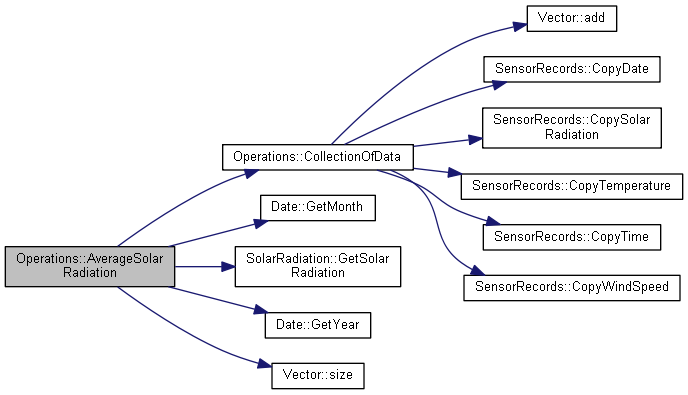 Vector::add
SensorRecords::CopyDate
SensorRecords::CopySolar
Radiation
Operations::CollectionOfData
SensorRecords::CopyTemperature
Date::GetMonth
SensorRecords::CopyTime
Operations::AverageSolar
Radiation
SolarRadiation::GetSolar
Radiation
SensorRecords::CopyWindSpeed
Date::GetYear
Vector::size